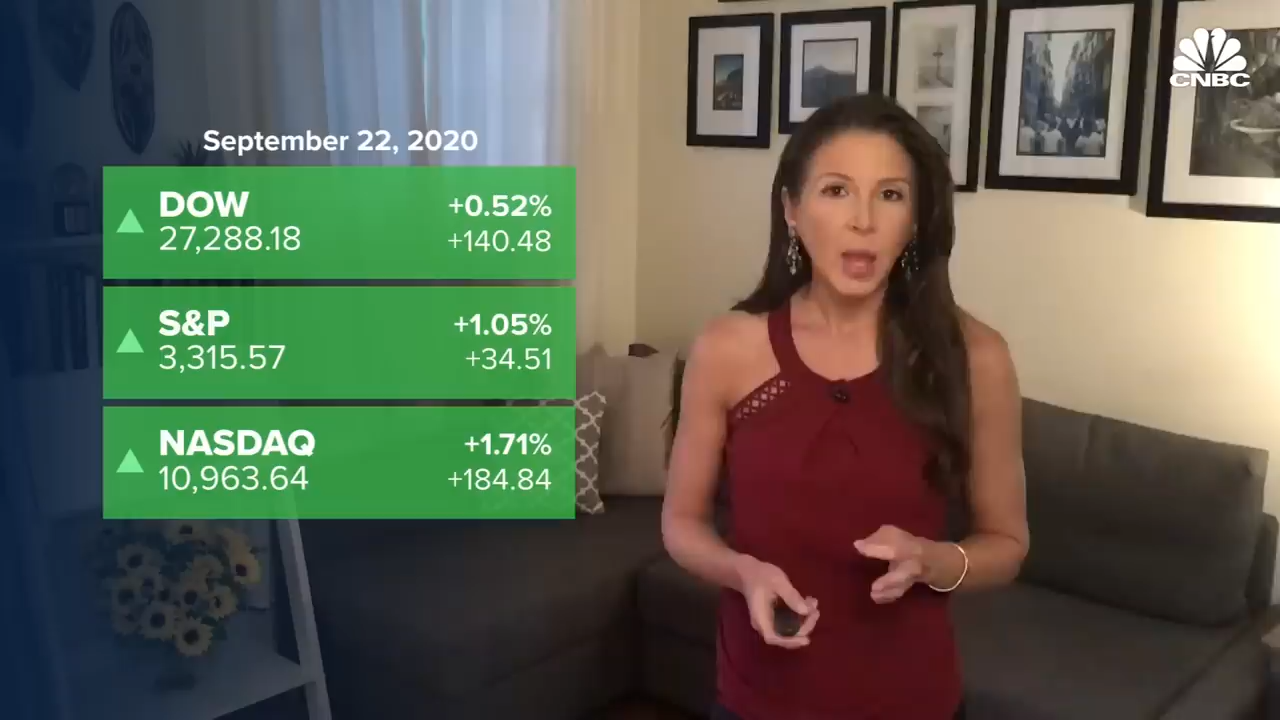 September 22, 2020
DOW +0.52%
27,288.18 +140.48
S&P +1.05%
3,315.57 +34.51
NASDAQ +1.71%
10,963.64 +184.84
CNBC